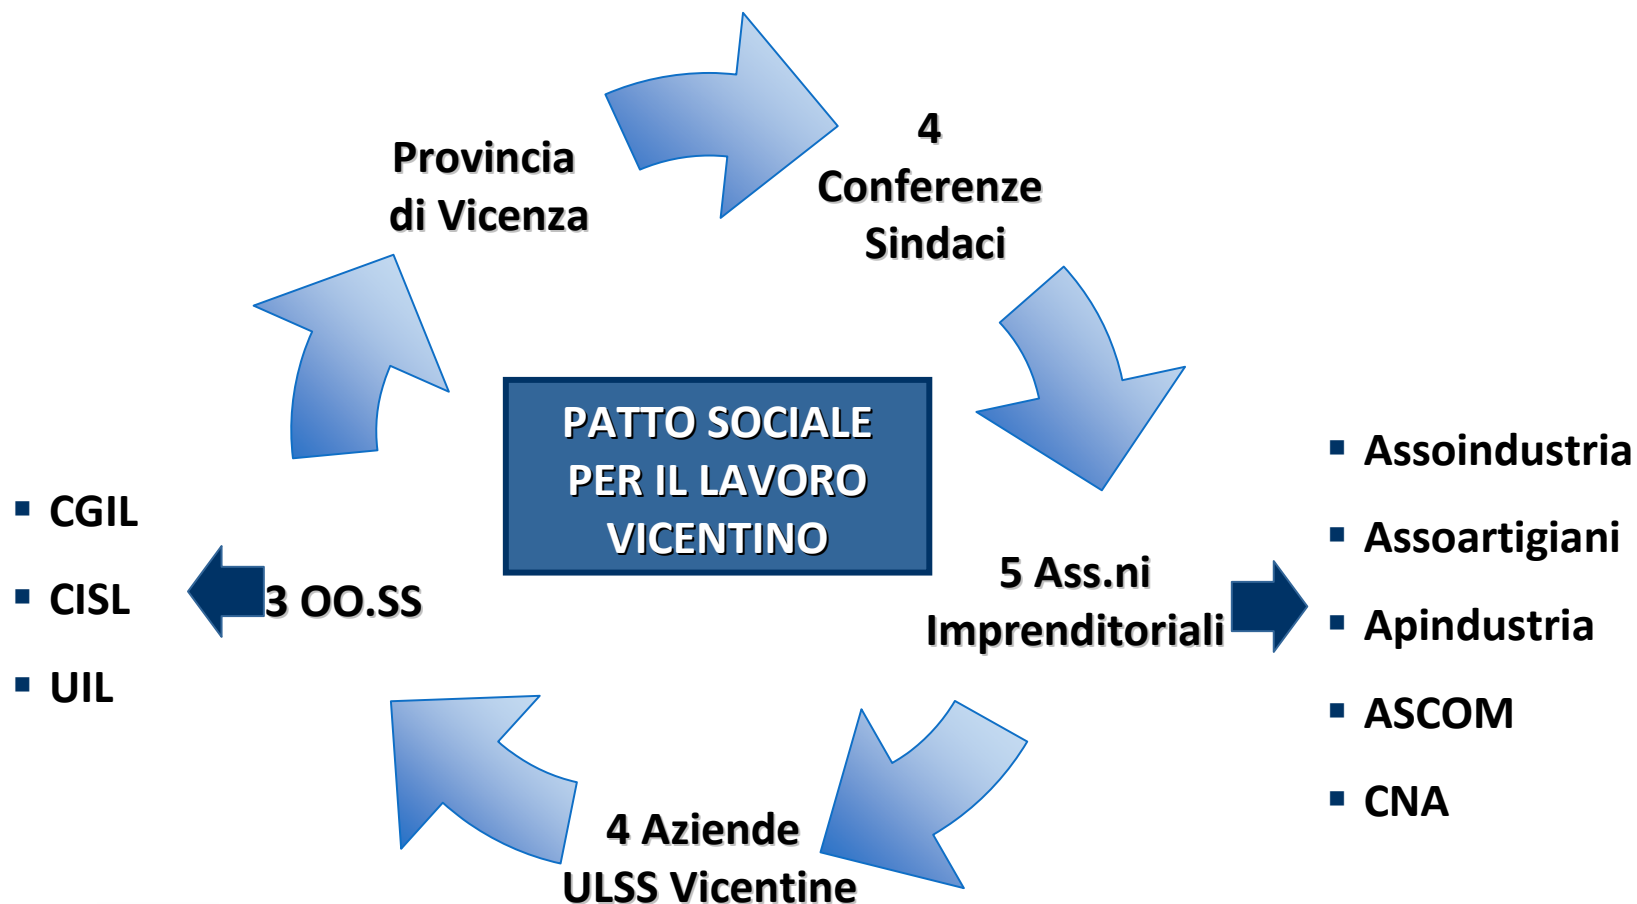 Provincia
di Vicenza
4
Conferenze
Sindaci
PATTO SOCIALE
PER IL LAVORO
VICENTINO
5 Ass.ni
Imprenditoriali
▪ Assoindustria
▪ Assoartigiani
▪ Apindustria
▪ ASCOM
▪ CNA
4 Aziende
ULSS Vicentine
3 OO.SS
▪ CGIL
▪ CISL
▪ UIL